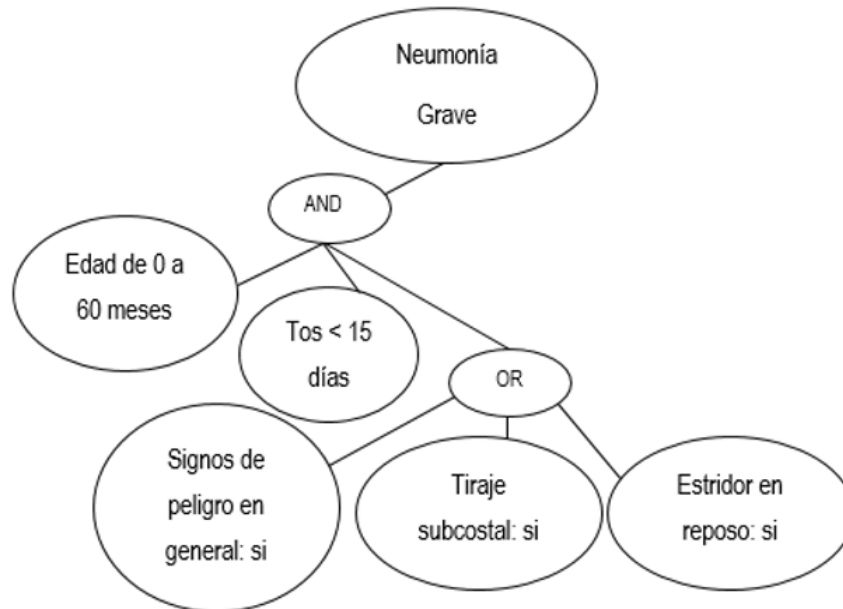 Neumonía
Grave
AND
Edad de 0 a
60 meses
Tos < 15
días
OR
Signos de
peligro en
general: si
Tiraje
subcostal: si
Estridor en
reposo: si